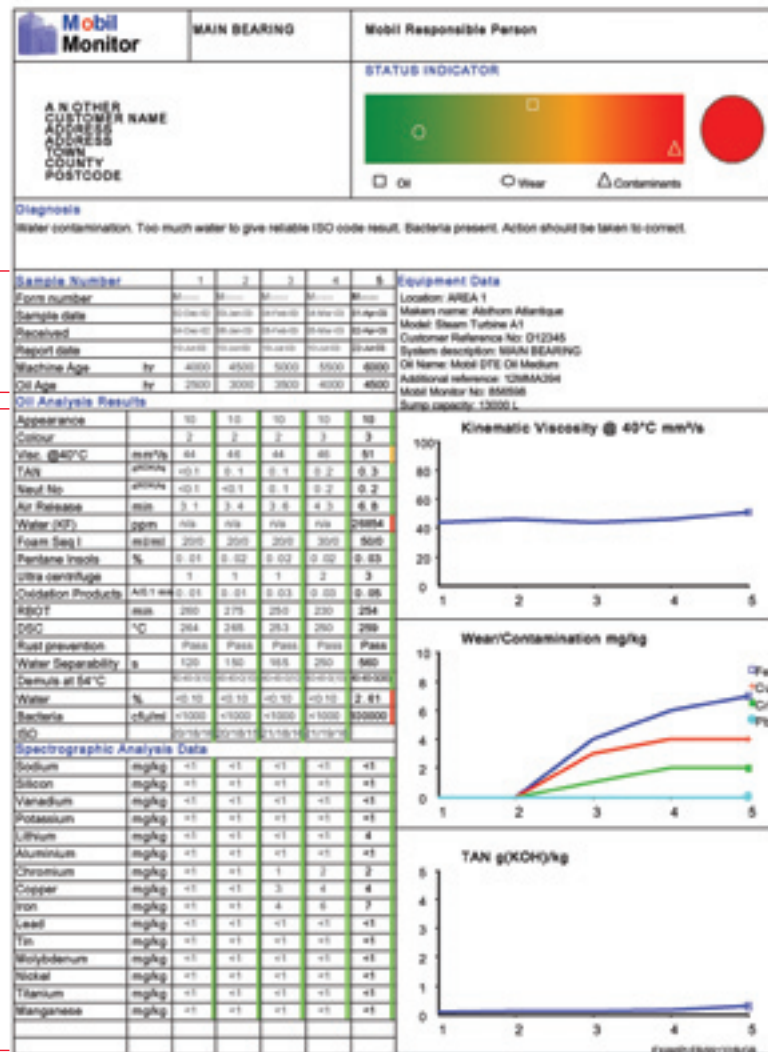 Mobil Monitor
MAIN BEARING
Mobil Responsible Person
A N OTHER
CUSTOMER NAME
ADDRESS
ADDRESS
TOWN
COUNTY
POSTCODE
STATUS INDICATOR
Oil Wear Contaminants
Diagnosis
Water contamination. Too much water to give reliable ISO code result. Bacteria present. Action should be taken to correct.
Sample Number 1 2 3 4 5
Form number
Sample date
Received
Report date
Machine Age hr 4000 4500 5000 5500 6000
Oil Age hr 2500 3000 3500 4000 4500
Equipment Data
Location: AREA 1
Makers name: Alsthom Atlantique
Model: Steam Turbine A1
Customer Reference No: D12345
System description: MAIN BEARING
Oil Name: Mobil DTE Oil Medium
Additional reference: 12MMA394
Mobil Monitor No:
Sump capacity: 13000 L
Oil Analysis Results
Appearance 10 10 10 10 10
Colour 2 2 2 3 3
Visc. @40°C mm²/s 44 46 44 46 51
TAN <0.1 0.1 0.1 0.2 0.3
Neut No <0.1 <0.1 0.1 0.2 0.2
Air Release min 3.1 3.4 3.6 4.3 6.8
Water (KF) ppm n/a n/a n/a n/a
Foam Seq I ml/ml 20/0 20/0 20/0 30/0 50/0
Pentane Insols % 0.01 0.02 0.02 0.02 0.03
Ultra centrifuge 1 1 1 2 3
Oxidation Products 0.01 0.01 0.03 0.03 0.05
RBOT min 260 275 250 230 254
DSC °C 264 265 253 250 259
Rust prevention Pass Pass Pass Pass Pass
Water Separability s 120 150 165 250 560
Demuls at 54°C
Water % <0.10 <0.10 <0.10 <0.10 2.61
Bacteria cfu/ml <1000 <1000 <1000 <1000
ISO
Spectrographic Analysis Data
Sodium mg/kg <1 <1 <1 <1 <1
Silicon mg/kg <1 <1 <1 <1 <1
Vanadium mg/kg <1 <1 <1 <1 <1
Potassium mg/kg <1 <1 <1 <1 <1
Lithium mg/kg <1 <1 <1 <1 4
Aluminium mg/kg <1 <1 <1 <1 <1
Chromium mg/kg <1 <1 1 2 2
Copper mg/kg <1 <1 3 4 4
Iron mg/kg <1 <1 4 6 7
Lead mg/kg <1 <1 <1 <1 <1
Tin mg/kg <1 <1 <1 <1 <1
Molybdenum mg/kg <1 <1 <1 <1 <1
Nickel mg/kg <1 <1 <1 <1 <1
Titanium mg/kg <1 <1 <1 <1 <1
Manganese mg/kg <1 <1 <1 <1 <1
Kinematic Viscosity @ 40°C mm²/s
100
80
60
40
20
0
1 2 3 4 5
Wear/Contamination mg/kg
10
8
6
4
2
0
Fe
Cu
Cr
Pb
1 2 3 4 5
TAN g(KOH)/kg
5
4
3
2
1
0
1 2 3 4 5